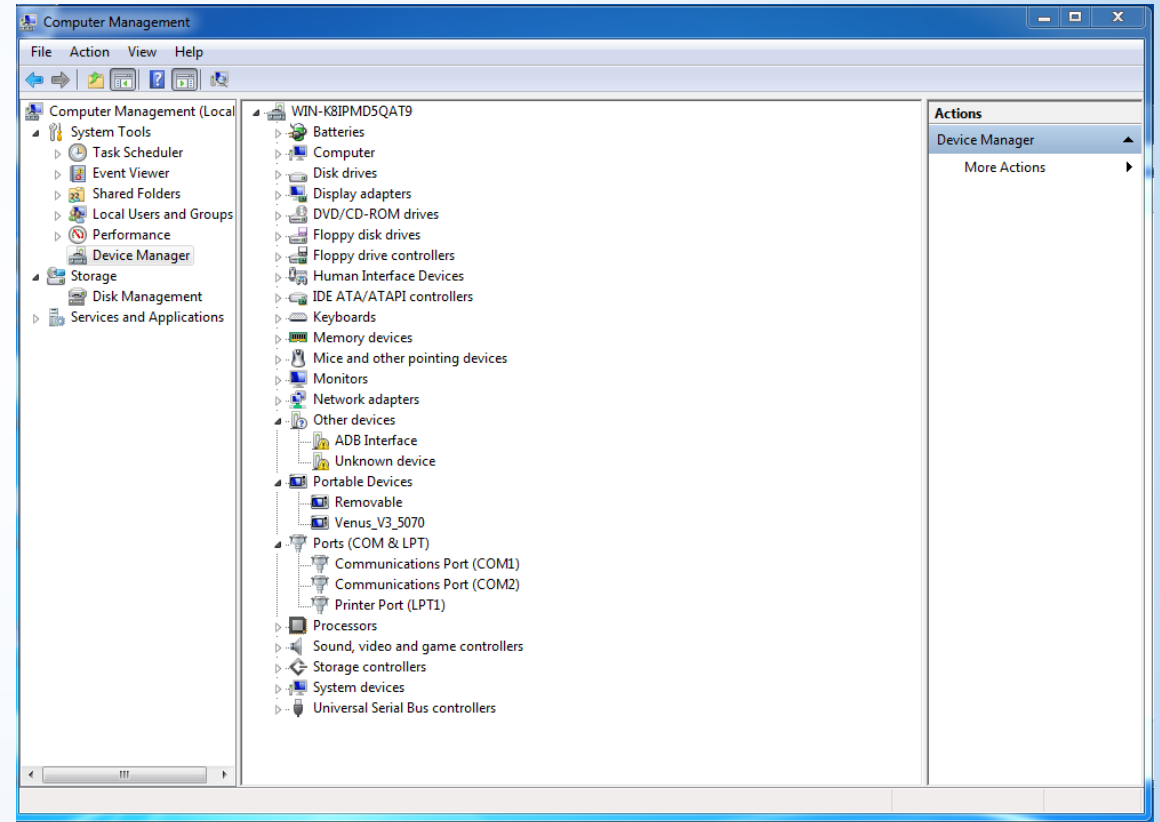 Computer Management
File Action View Help
Computer Management (Local
System Tools
Task Scheduler
Event Viewer
Shared Folders
Local Users and Groups
Performance
Device Manager
Storage
Disk Management
Services and Applications
WIN-K8IPMD5QAT9
Batteries
Computer
Disk drives
Display adapters
DVD/CD-ROM drives
Floppy disk drives
Floppy drive controllers
Human Interface Devices
IDE ATA/ATAPI controllers
Keyboards
Memory devices
Mice and other pointing devices
Monitors
Network adapters
Other devices
ADB Interface
Unknown device
Portable Devices
Removable
Venus_V3_5070
Ports (COM & LPT)
Communications Port (COM1)
Communications Port (COM2)
Printer Port (LPT1)
Processors
Sound, video and game controllers
Storage controllers
System devices
Universal Serial Bus controllers
Actions
Device Manager
More Actions